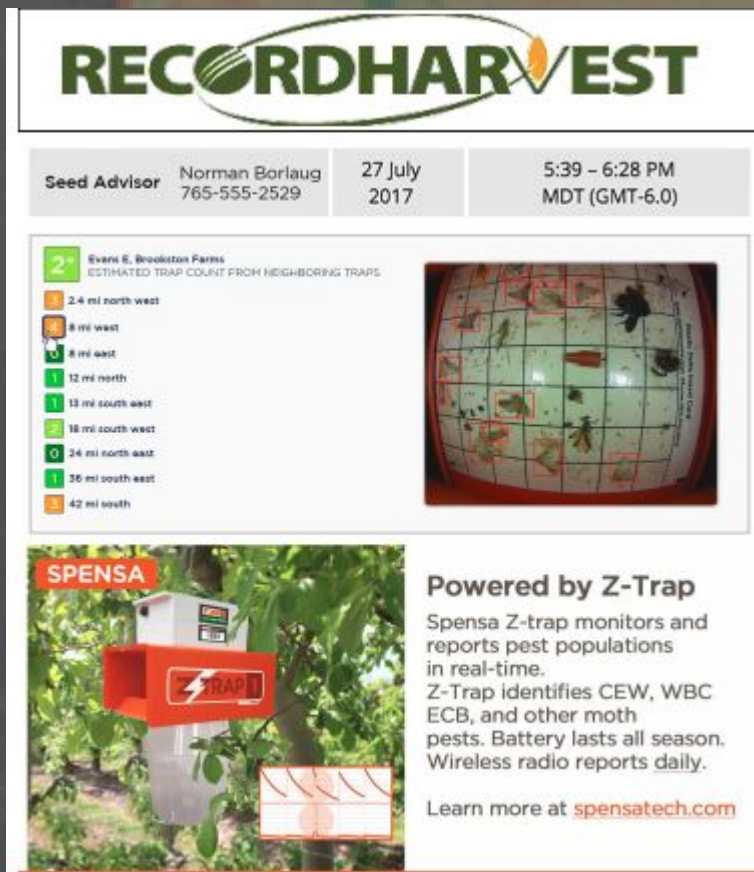 RECORDHARVEST
Seed Advisor
Norman Borlaug
765-555-2529
27 July
2017
5:39 – 6:28 PM
MDT (GMT-6.0)
2*
Evans E, Brookston Farms
ESTIMATED TRAP COUNT FROM NEIGHBORING TRAPS
3 2.4 mi north west
4 8 mi west
0 8 mi east
1 12 mi north
1 13 mi south east
2 18 mi south west
0 24 mi north east
1 36 mi south east
3 42 mi south
SPENSA
Z TRAP 1
Powered by Z-Trap
Spensa Z-trap monitors and
reports pest populations
in real-time.
Z-Trap identifies CEW, WBC
ECB, and other moth
pests. Battery lasts all season.
Wireless radio reports daily.
Learn more at spensatech.com